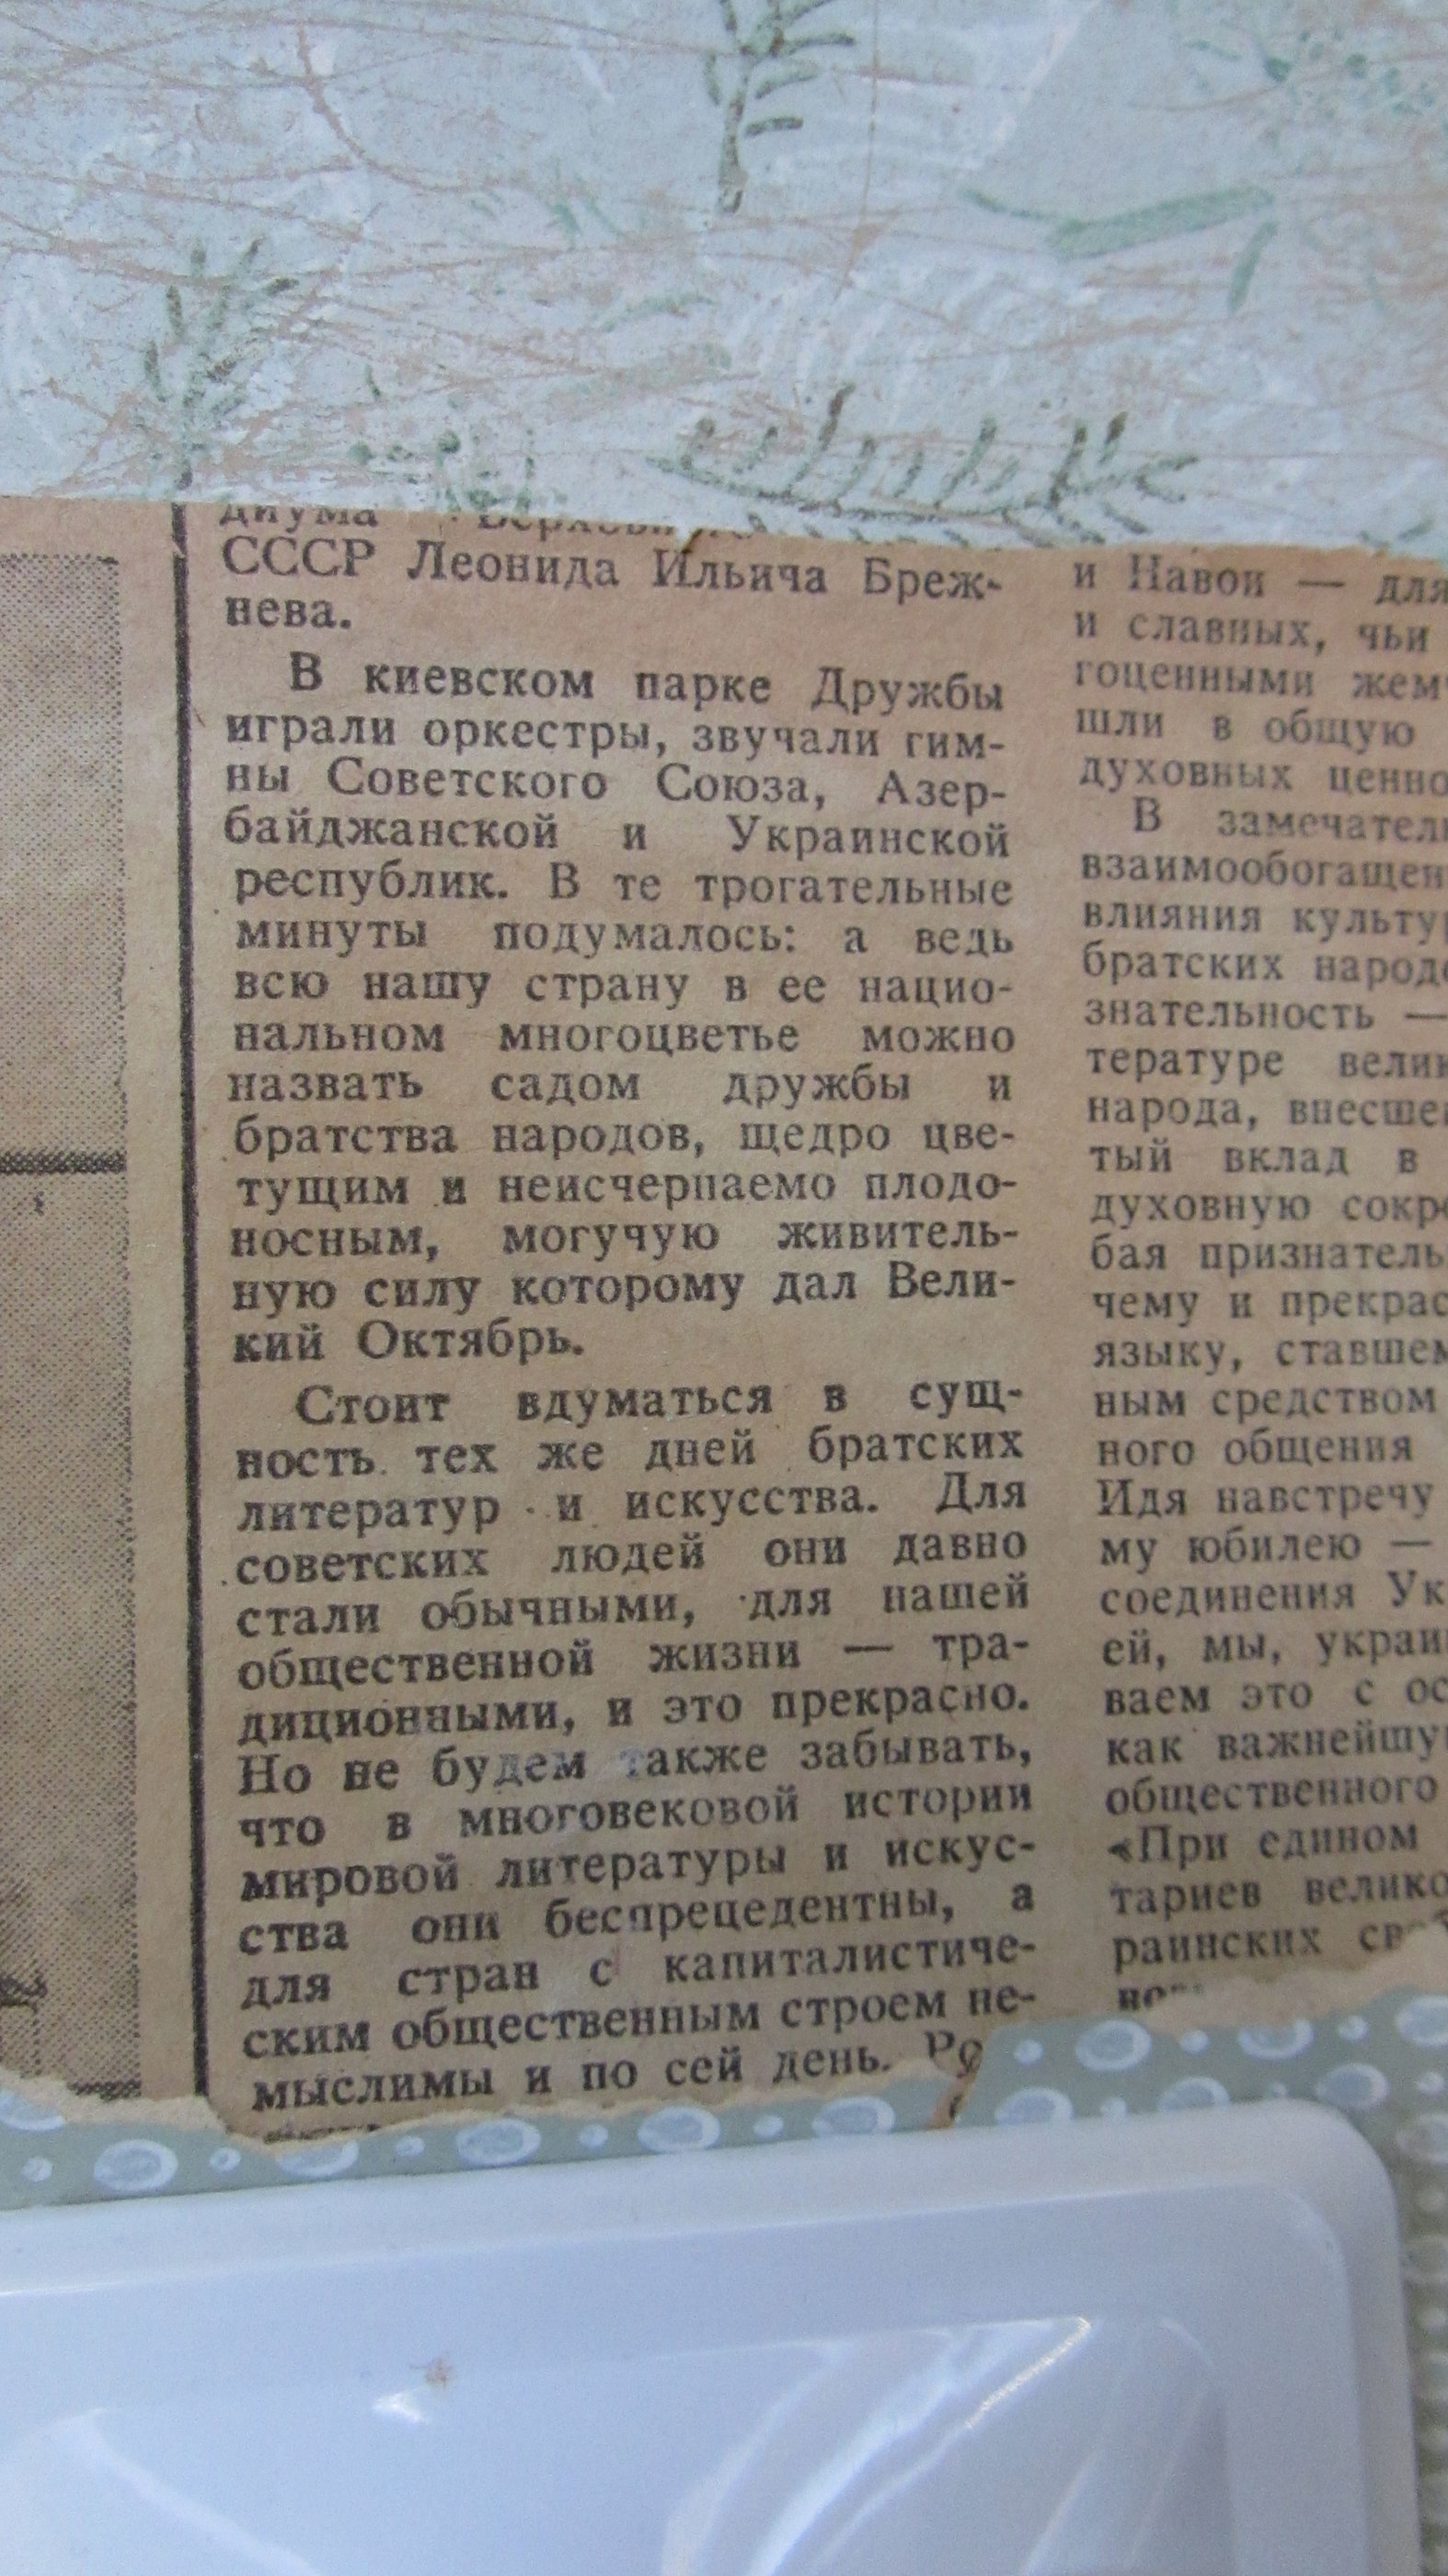 диума Верховного
СССР Леонида Ильича Бреж-
нева.
В киевском парке Дружбы
играли оркестры, звучали гим-
ны Советского Союза, Азер-
байджанской и Украинской
республик. В те трогательные
минуты подумалось: а ведь
всю нашу страну в ее нацио-
нальном многоцветье можно
назвать садом дружбы и
братства народов, щедро цве-
тущим и неисчерпаемо плодо-
носным, могучую живитель-
ную силу которому дал Вели-
кий Октябрь.
Стоит вдуматься в сущ-
ность тех же дней братских
литератур и искусства. Для
советских людей они давно
стали обычными, для нашей
общественной жизни — тра-
диционными, и это прекрасно.
Но не будем также забывать,
что в многовековой истории
мировой литературы и искус-
ства они беспрецедентны, а
для стран с капиталистиче-
ским общественным строем не-
мыслимы и по сей день.
и Навои — для
и славных, чьи
гоценными жем
шли в общую
духовных ценно
В замечател
взаимообогащен
влияния культу
братских народ
знательность —
тературе вели
народа, внесше
тый вклад в
духовную сокр
бая признатель
чему и прекрас
языку, ставшем
ным средством
ного общения
Идя навстречу
му юбилею —
соединения Ук
ей, мы, украи
ваем это с ос
как важнейшу
общественного
«При едином
тариев велико
раинских св